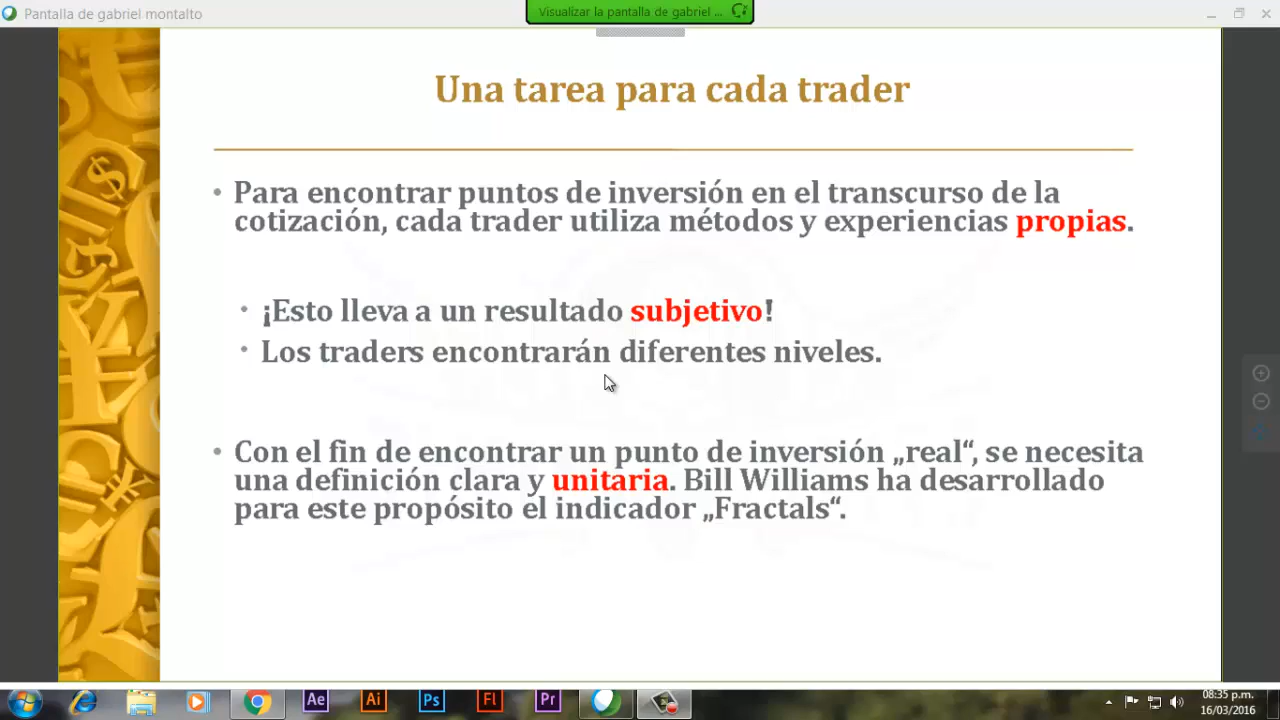 Pantalla de gabriel montalto
Visualizar la pantalla de gabriel ...
Una tarea para cada trader
• Para encontrar puntos de inversión en el transcurso de la
cotización, cada trader utiliza métodos y experiencias propias.
• ¡Esto lleva a un resultado subjetivo!
• Los traders encontrarán diferentes niveles.
• Con el fin de encontrar un punto de inversión „real“, se necesita
una definición clara y unitaria. Bill Williams ha desarrollado
para este propósito el indicador „Fractals“.
Ae Ai Ps Fl Pr
08:35 p.m.
16/03/2016